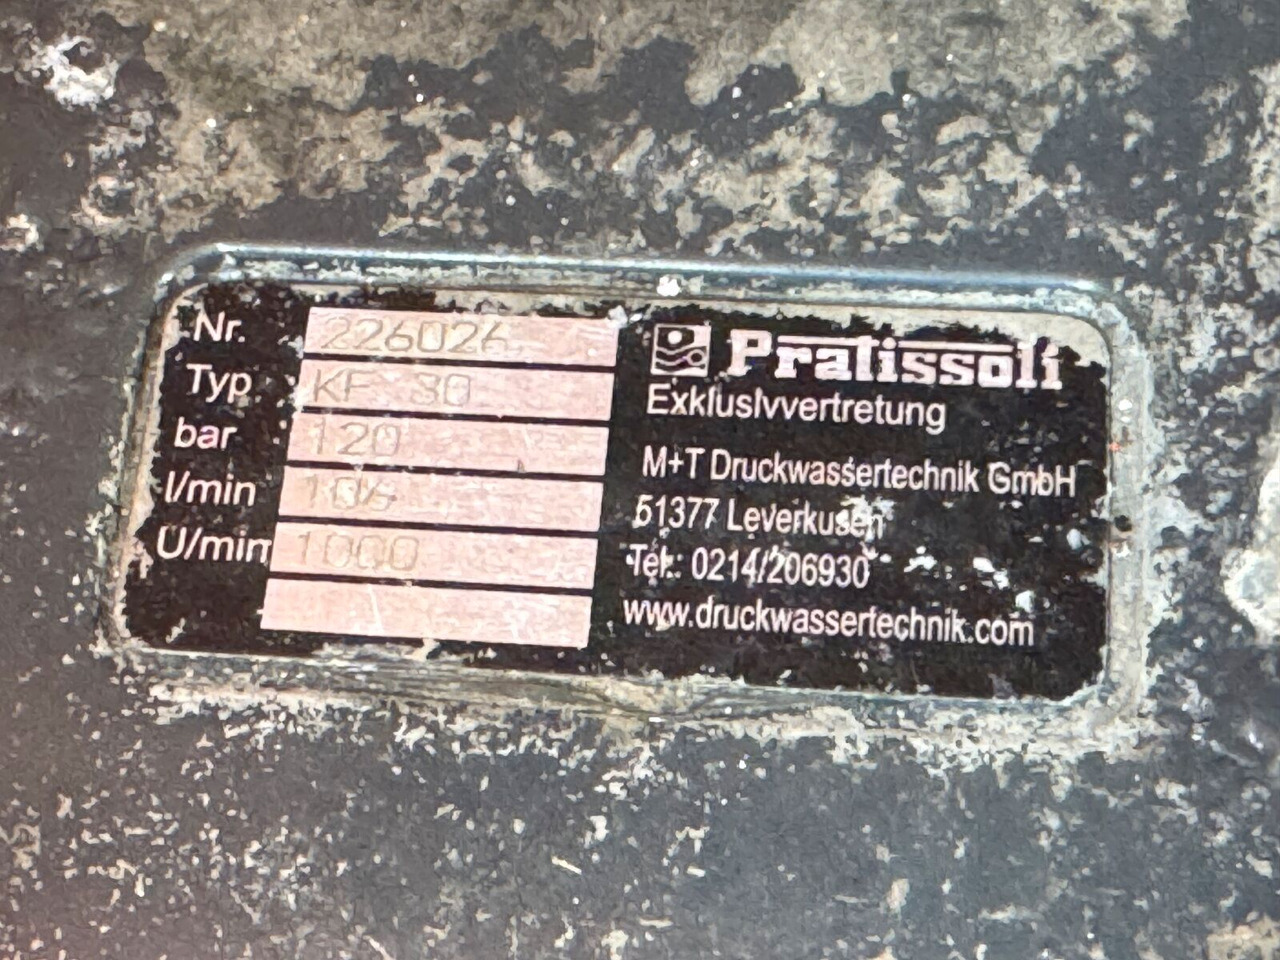 Nr. 226026
Typ KF 30
bar 120
l/min 106
U/min 1000
Pratissoli
Exklusivvertretung
M+T Druckwassertechnik GmbH
51377 Leverkusen
Tel.: 0214/206930
www.druckwassertechnik.com